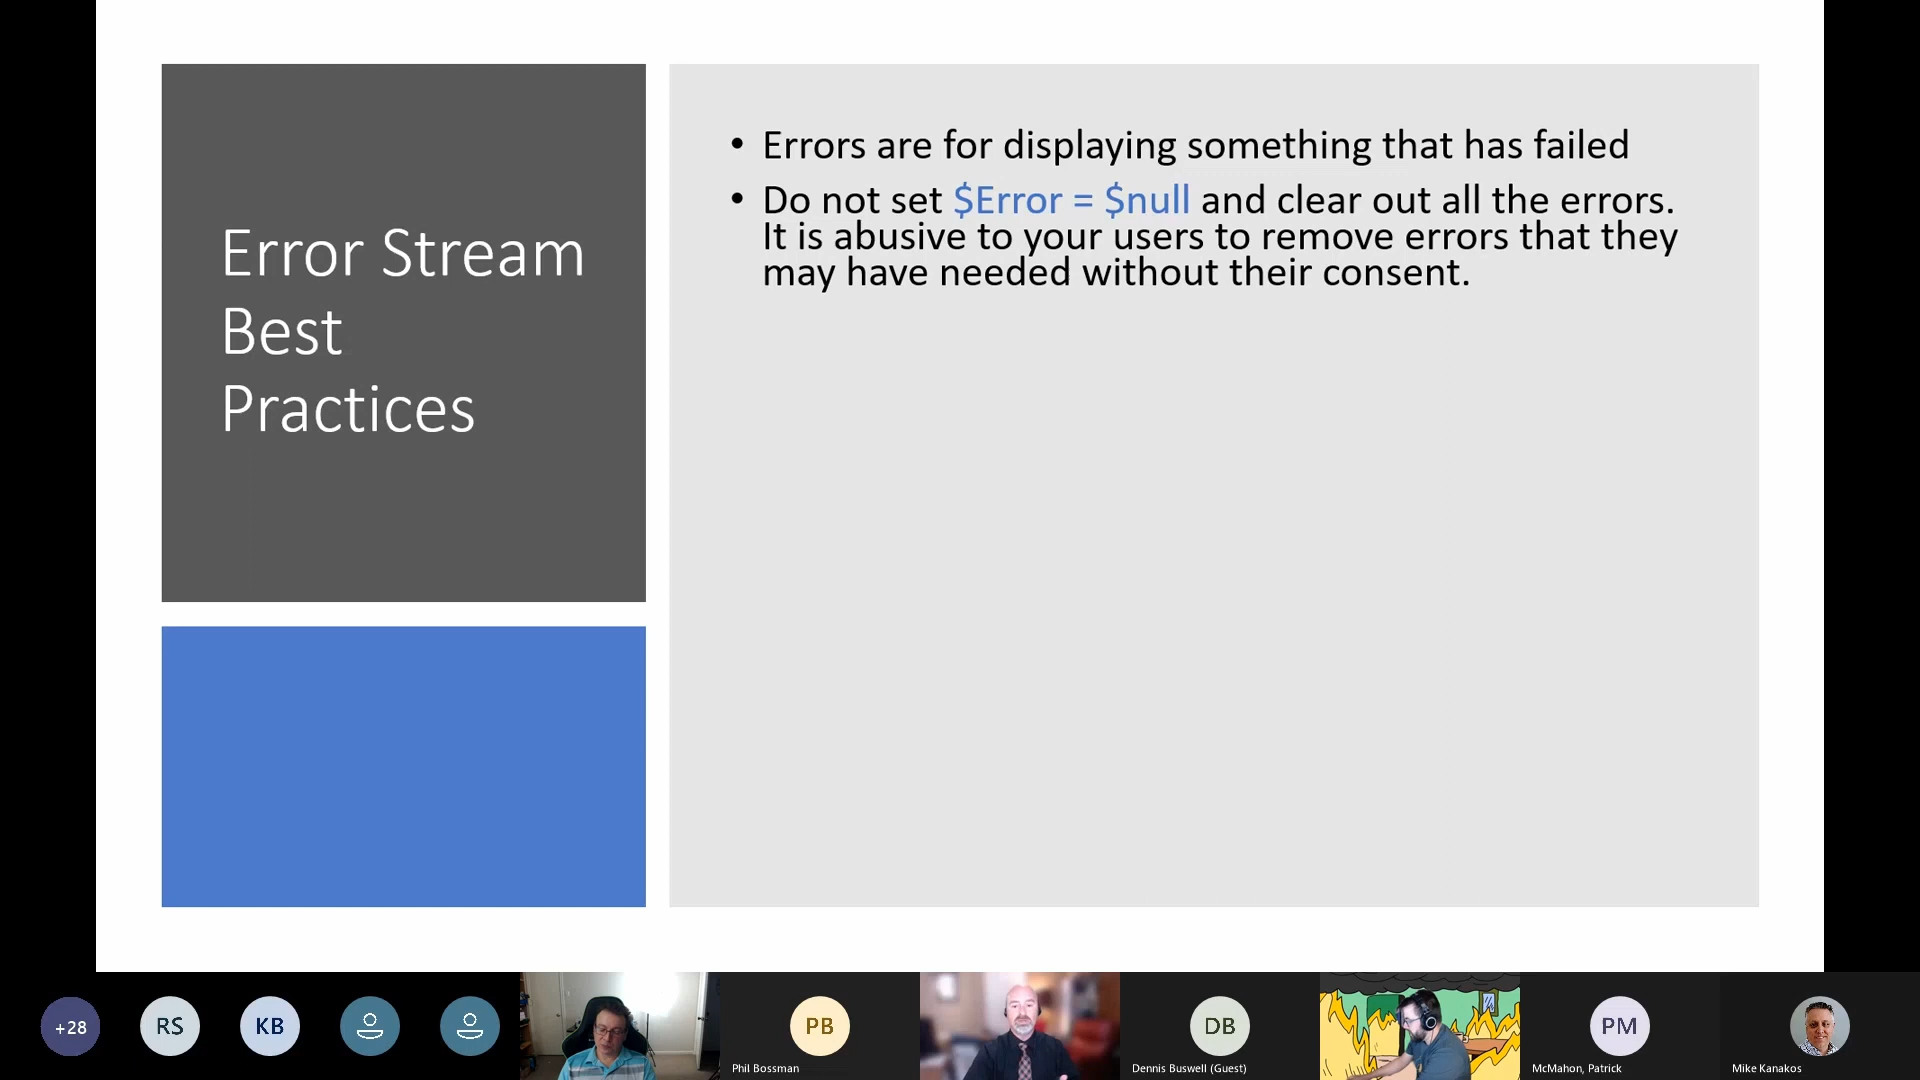 Error Stream
Best
Practices
• Errors are for displaying something that has failed
• Do not set $Error = $null and clear out all the errors.
It is abusive to your users to remove errors that they
may have needed without their consent.
+28
RS
KB
PB
Phil Bossman
DB
Dennis Buswell (Guest)
PM
McMahon, Patrick
Mike Kanakos